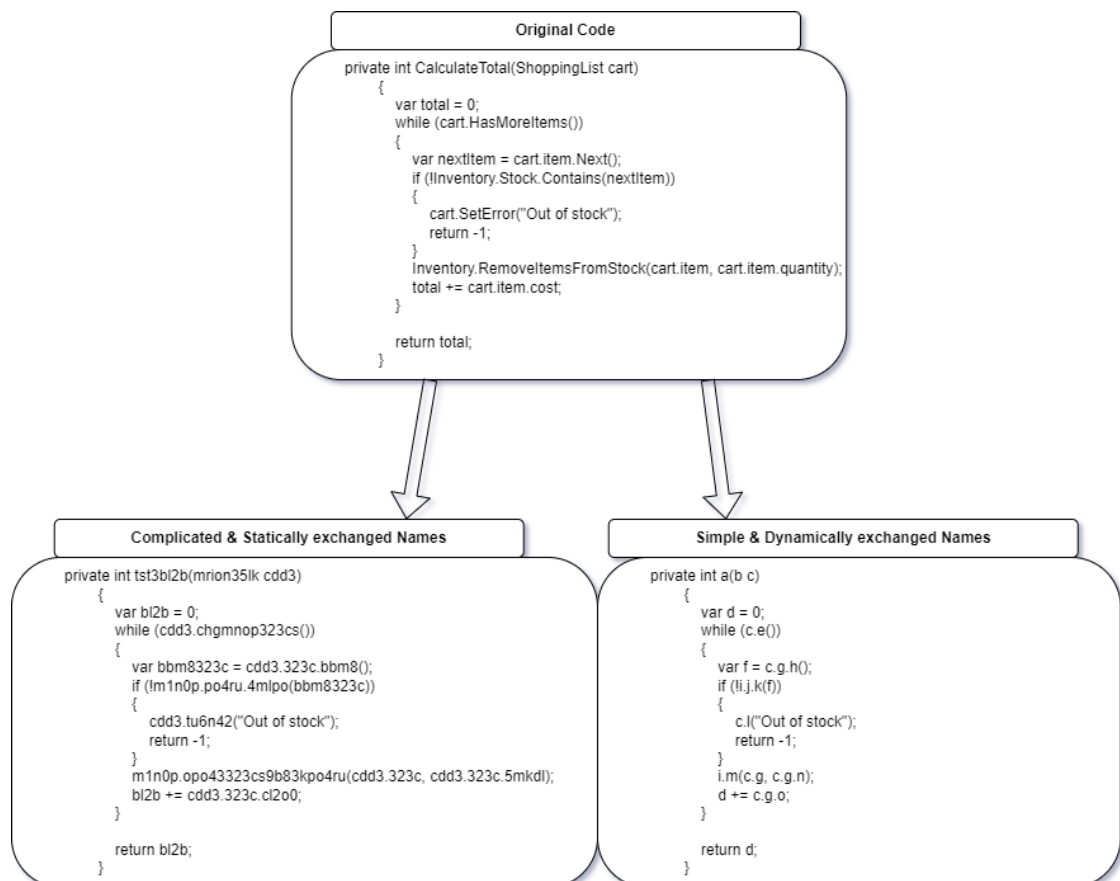 Original Code
private int CalculateTotal(ShoppingList cart)
{
var total = 0;
while (cart.HasMoreItems())
{
var nextItem = cart.item.Next();
if (!Inventory.Stock.Contains(nextItem))
{
cart.SetError("Out of stock");
return -1;
}
Inventory.RemoveItemsFromStock(cart.item, cart.item.quantity);
total += cart.item.cost;
}
return total;
}
Complicated & Statically exchanged Names
private int tst3bl2b(mrion35lk cdd3)
{
var bl2b = 0;
while (cdd3.chgmnop323cs())
{
var bbm8323c = cdd3.323c.bbm8();
if (!m1n0p.po4ru.4mlpo(bbm8323c))
{
cdd3.tu6n42("Out of stock");
return -1;
}
m1n0p.opo43323cs9b83kpo4ru(cdd3.323c, cdd3.323c.5mkdl);
bl2b += cdd3.323c.cl2o0;
}
return bl2b;
}
Simple & Dynamically exchanged Names
private int a(b c)
{
var d = 0;
while (c.e())
{
var f = c.g.h();
if (!i.j.k(f))
{
c.l("Out of stock");
return -1;
}
i.m(c.g, c.g.n);
d += c.g.o;
}
return d;
}